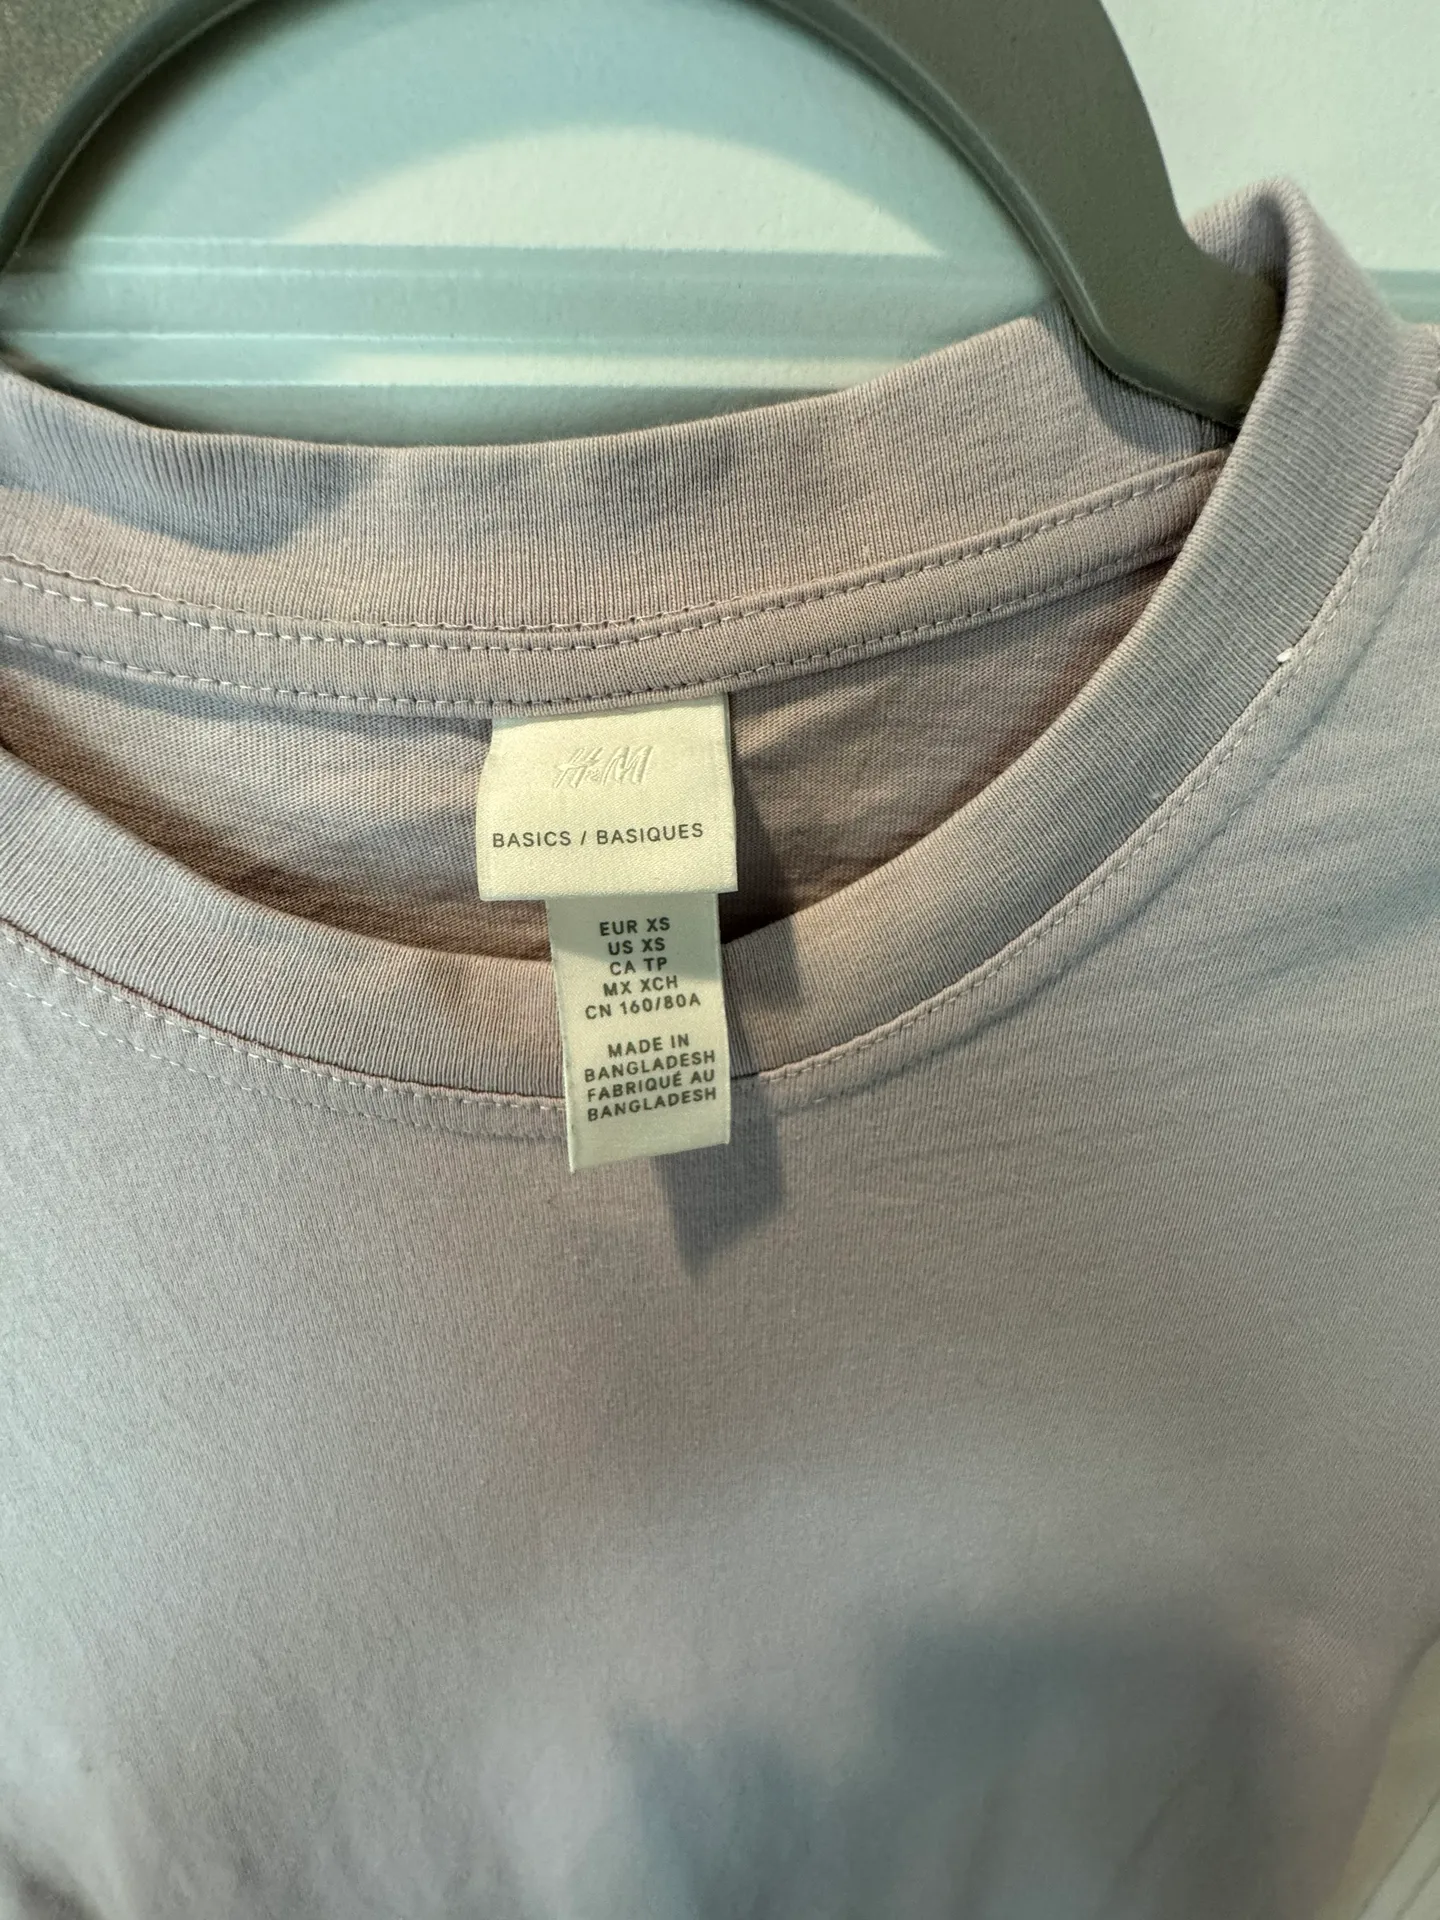 H&M
BASICS / BASIQUES
EUR XS
US XS
CA TP
MX XCH
CN 160/80A
MADE IN
BANGLADESH
FABRIQUÉ AU
BANGLADESH